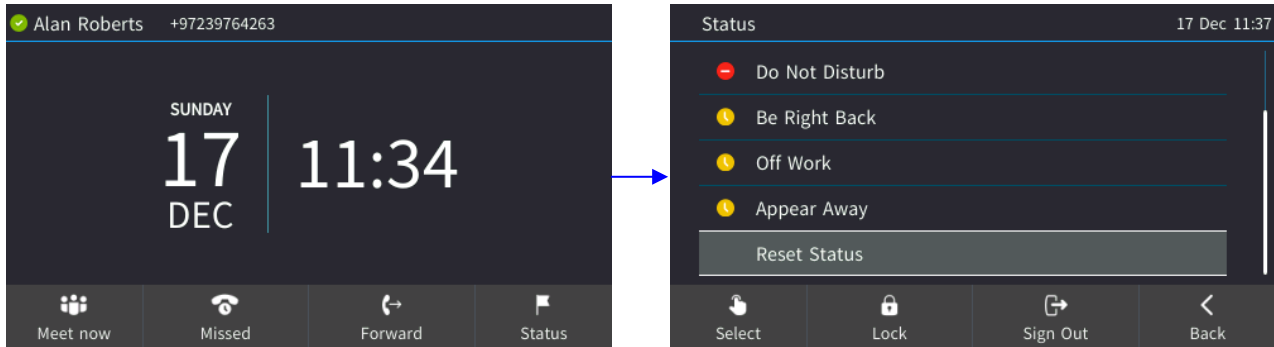 Alan Roberts +97239764263
SUNDAY
17
DEC
11:34
Meet now Missed Forward Status
Status 17 Dec 11:37
Do Not Disturb
Be Right Back
Off Work
Appear Away
Reset Status
Select Lock Sign Out Back